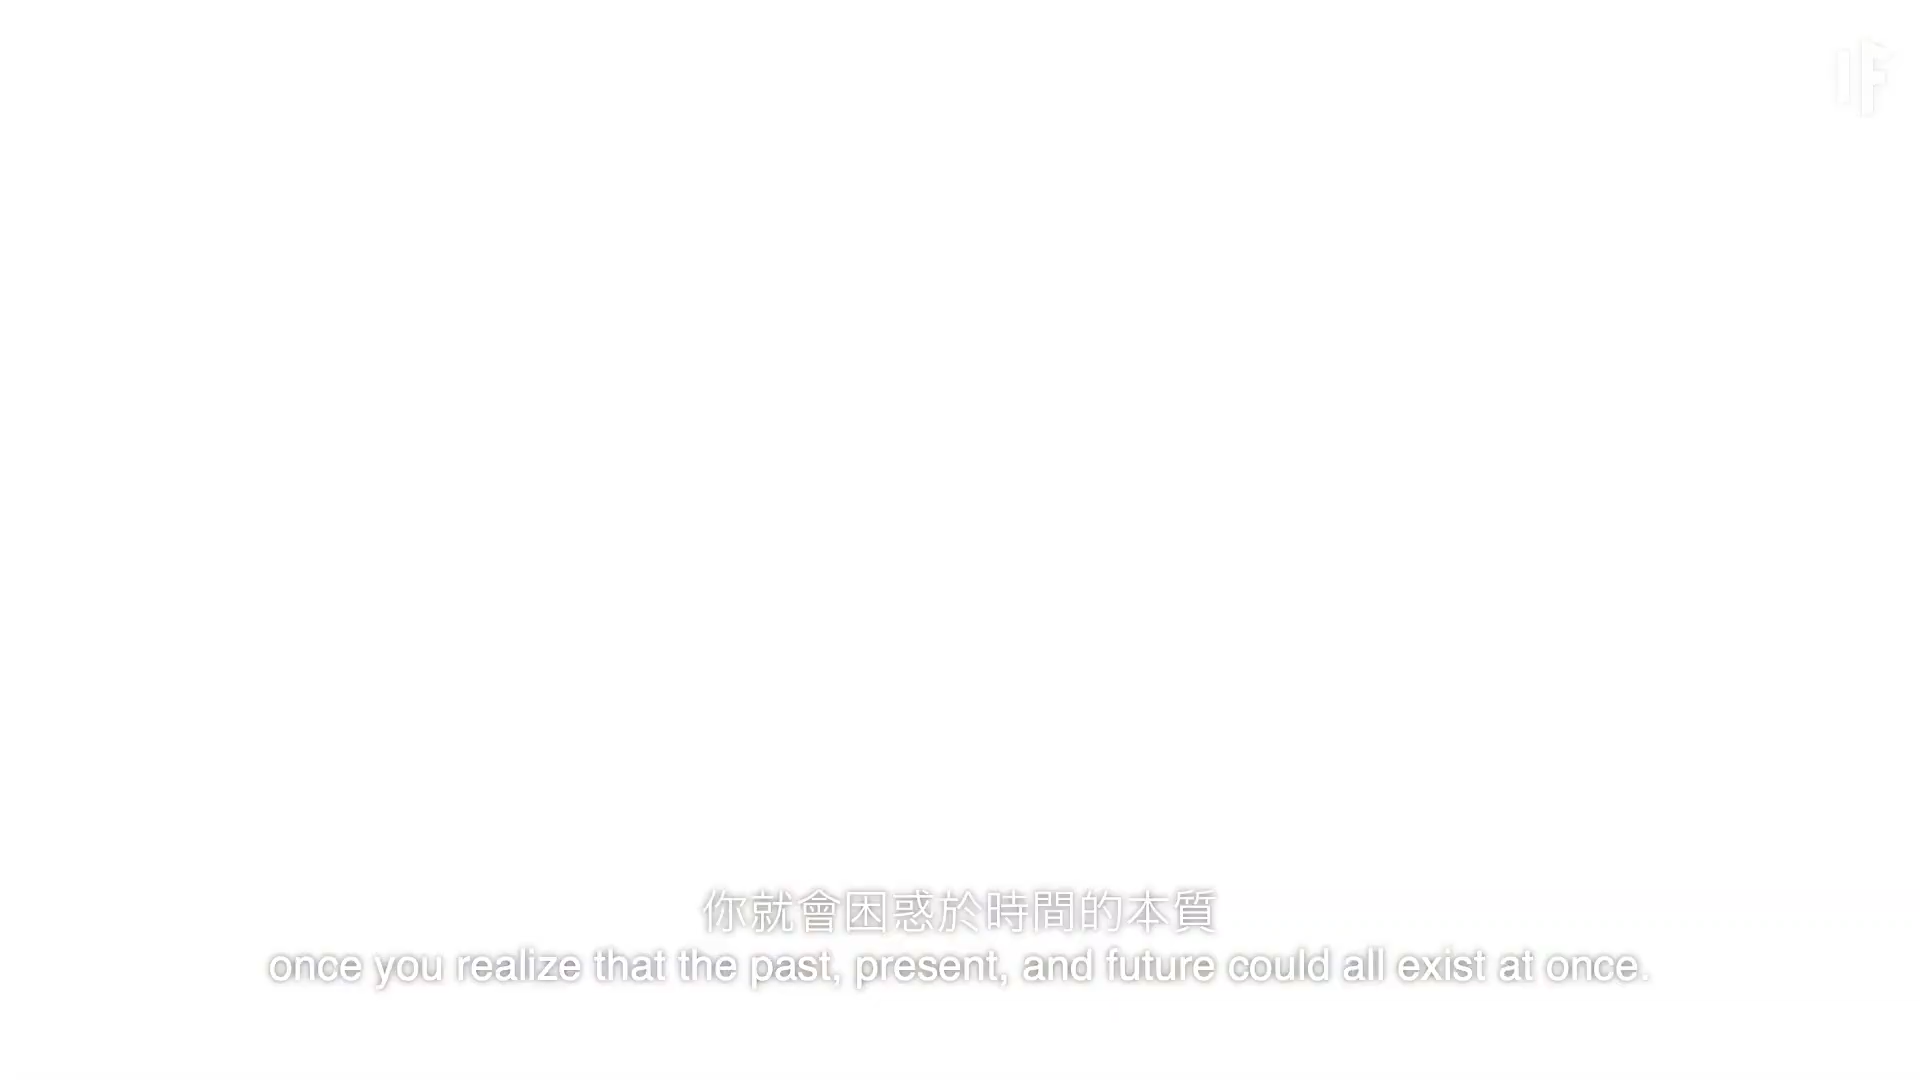 IF
你就會困惑於時間的本質
once you realize that the past, present, and future could all exist at once.